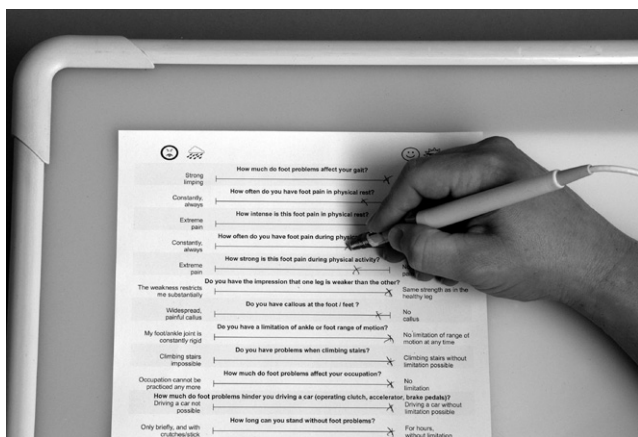 How much do foot problems affect your gait?
Strong
limping
How often do you have foot pain in physical rest?
Constantly,
always
How intense is this foot pain in physical rest
Extreme
pain
How often do you have foot pain during
Constantly,
always
How strong is this foot pain during physical activity?
Extreme
pain
Do you have the impression that one leg is weaker than the other?
The weakness restricts
me substantially
Same strength as in the
healthy leg
Do you have callous at the foot / feet ?
Widespread,
painful callus
No
callus
Do you have a limitation of ankle or foot range of motion?
My foot/ankle joint is
constantly rigid
No limitation of range of
motion at any time
Do you have problems when climbing stairs?
Climbing stairs
impossible
Climbing stairs without
limitation possible
How much do foot problems affect your occupation?
Occupation cannot be
practiced any more
No
limitation
How much do foot problems hinder you driving a car (operating clutch, accelerator, brake pedals)?
Driving a car not
possible
Driving a car without
limitation possible
How long can you stand without foot problems?
Only briefly, and with
crutches/stick
For hours,
without limitation